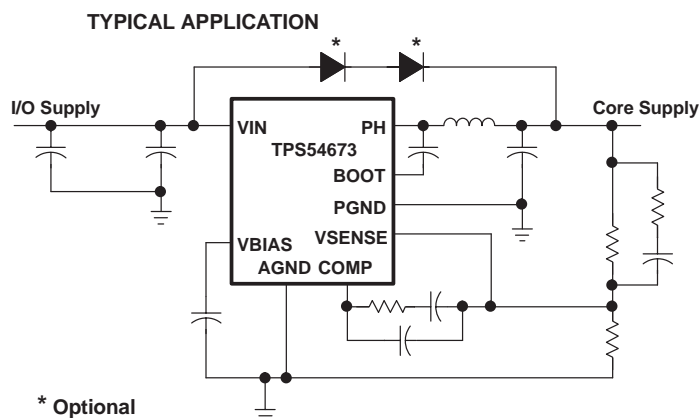 TYPICAL APPLICATION
* *
I/O Supply Core Supply
VIN PH
TPS54673
BOOT
PGND
VBIAS VSENSE
AGND COMP
* Optional